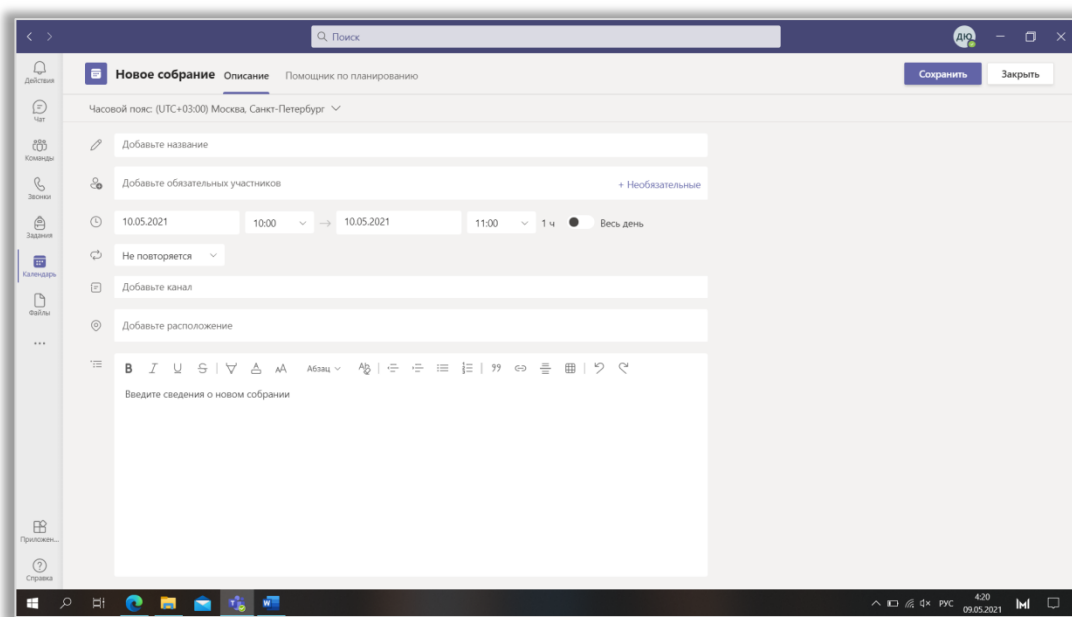 Поиск
ДЮ
Действия
Чат
Команды
Звонки
Задания
Календарь
Файлы
Приложен...
Справка
Новое собрание Описание Помощник по планированию
Сохранить Закрыть
Часовой пояс: (UTC+03:00) Москва, Санкт-Петербург
Добавьте название
Добавьте обязательных участников + Необязательные
10.05.2021 10:00 → 10.05.2021 11:00 1 ч Весь день
Не повторяется
Добавьте канал
Добавьте расположение
B I U S A AA Абзац Ab 99
Введите сведения о новом собрании
РУС 4:20
09.05.2021